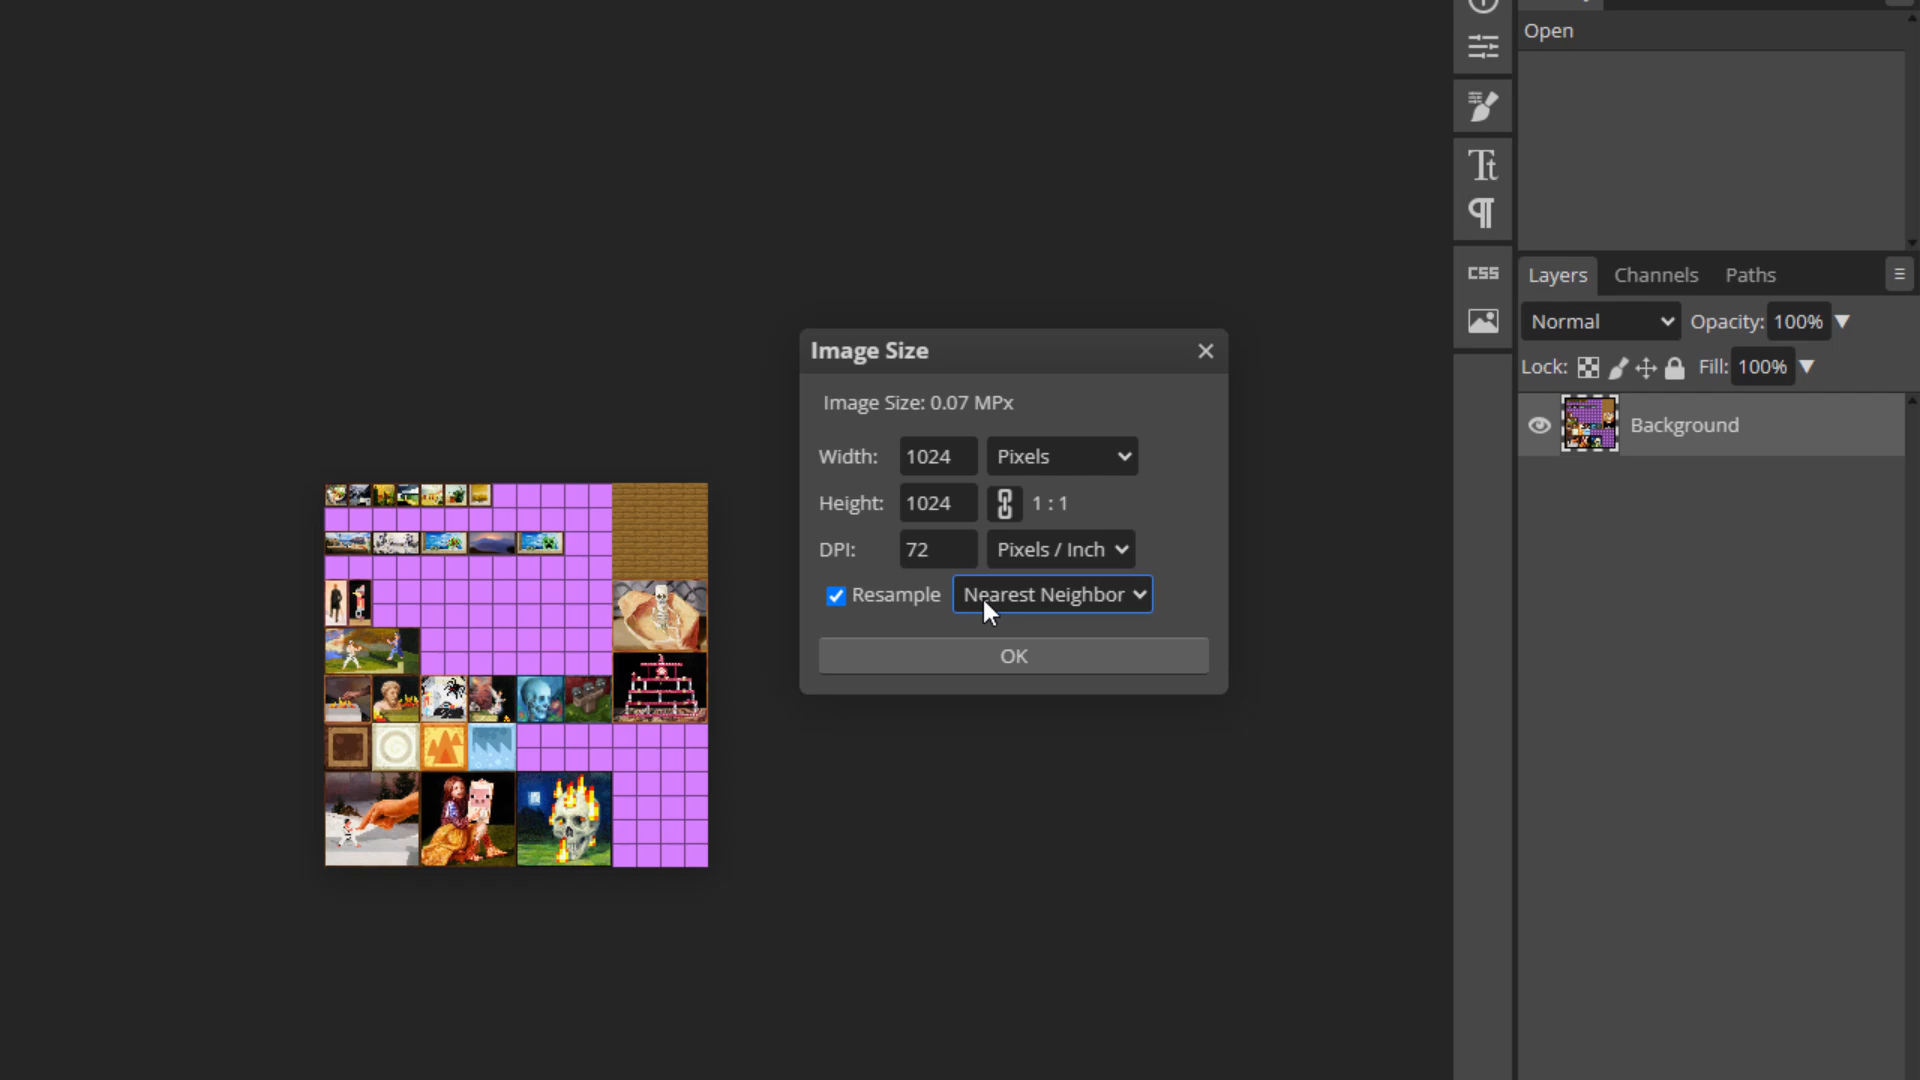 Open
Tt
¶
CSS
Layers Channels Paths
Normal Opacity: 100%
Lock: Fill: 100%
Background
Image Size
Image Size: 0.07 MPx
Width: 1024 Pixels
Height: 1024 1 : 1
DPI: 72 Pixels / Inch
Resample Nearest Neighbor
OK